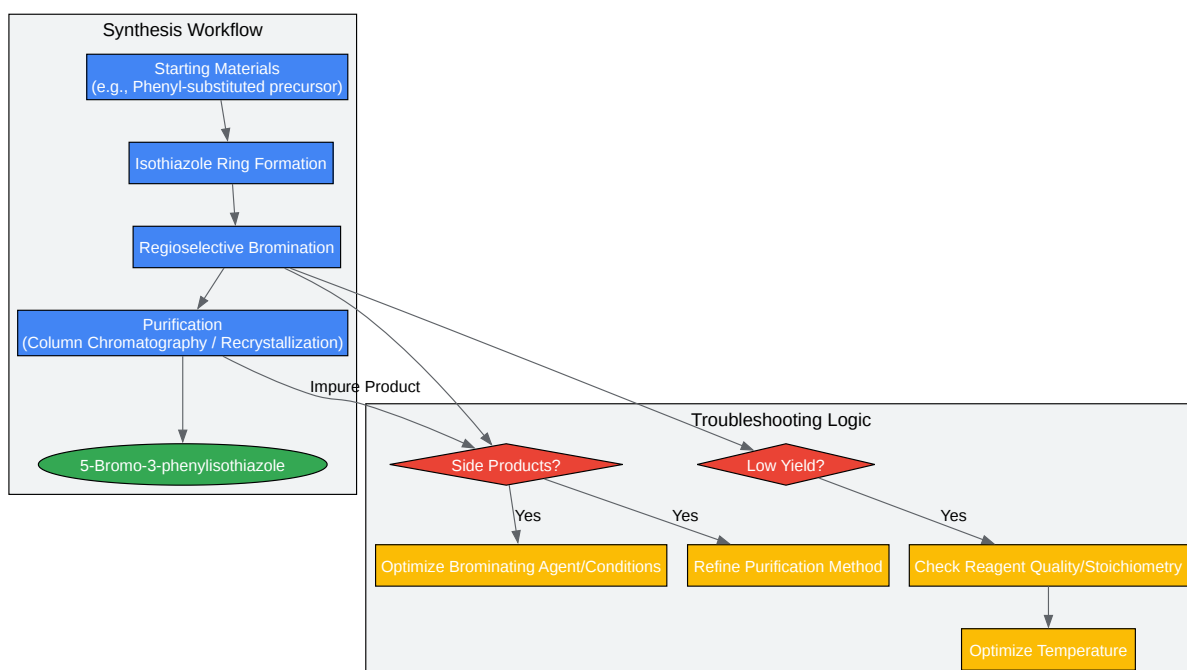 Synthesis Workflow
Starting Materials
(e.g., Phenyl-substituted precursor)
Isothiazole Ring Formation
Regioselective Bromination
Purification
(Column Chromatography / Recrystallization)
Impure Product
5-Bromo-3-phenylisothiazole
Troubleshooting Logic
Side Products?
Low Yield?
Yes
Yes
Yes
Optimize Brominating Agent/Conditions
Refine Purification Method
Check Reagent Quality/Stoichiometry
Optimize Temperature